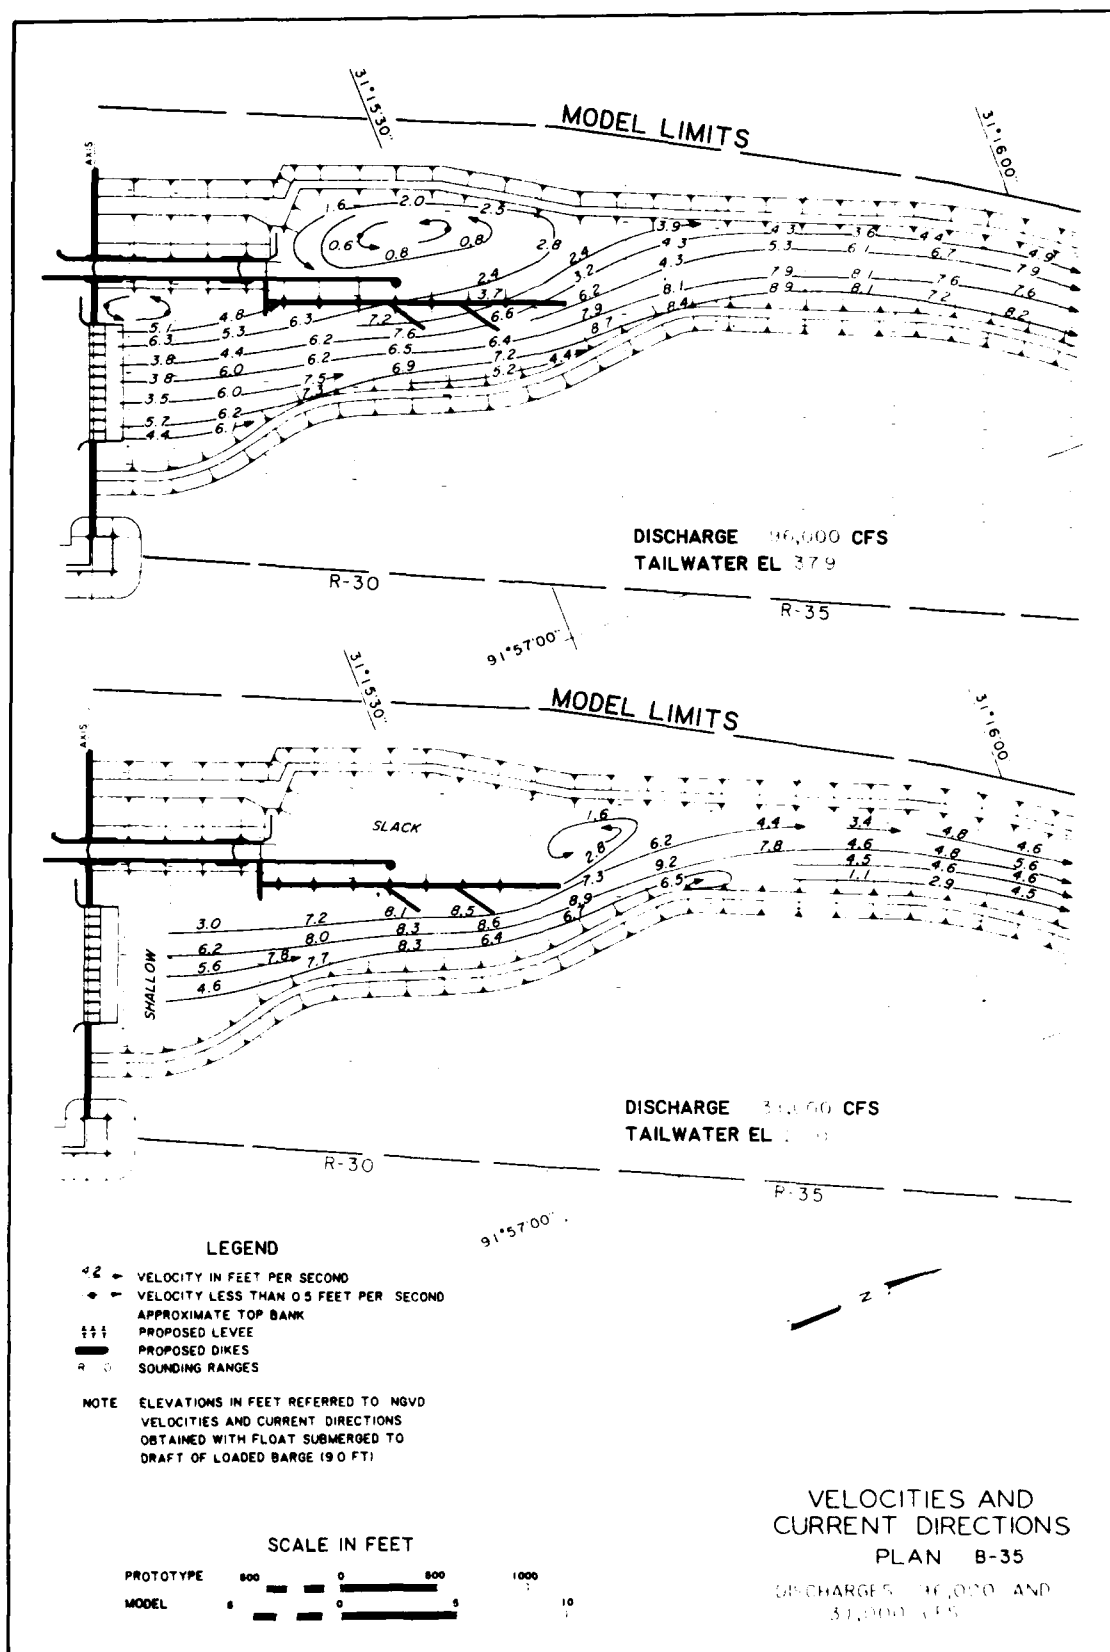 31°15'30"
MODEL LIMITS
31°16'00"
AXIS
1.6 2.0 2.5
0.6 0.8 0.8 2.8
2.4 2.4 3.9 4.3 3.6 4.4 4.9
3.2 4.3 5.3 6.1 6.7 7.9
3.7 6.2 4.3 7.9 8.1 7.6 7.6
5.1 4.8 6.3 7.2 6.6 7.9 8.1 8.9 8.1 7.2 8.2
6.3 5.3 6.2 7.6 6.4 8.7 8.4
3.8 4.4 6.2 6.5 7.2 4.4
3.8 6.0 7.5 6.9 5.2
3.5 6.0 7.3
5.7 6.2
4.4 6.1
DISCHARGE 96,000 CFS
TAILWATER EL 37.9
R-30
R-35
91°57'00"
31°15'30"
MODEL LIMITS
31°16'00"
AXIS
SLACK
1.6 4.4 3.4 4.8 4.6
2.8 6.2 7.8 4.6 4.8 5.6
7.3 9.2 4.5 4.6 4.6
8.9 6.5 1.1 2.9 4.5
3.0 7.2 8.1 8.5
6.2 8.0 8.3 8.6
5.6 7.8 7.7 8.3 6.4
4.6
SHALLOW
DISCHARGE CFS
TAILWATER EL
R-30
R-35
91°57'00"
LEGEND
4.2 VELOCITY IN FEET PER SECOND
VELOCITY LESS THAN 0.5 FEET PER SECOND
APPROXIMATE TOP BANK
PROPOSED LEVEE
PROPOSED DIKES
SOUNDING RANGES
NOTE ELEVATIONS IN FEET REFERRED TO NGVD
VELOCITIES AND CURRENT DIRECTIONS
OBTAINED WITH FLOAT SUBMERGED TO
DRAFT OF LOADED BARGE (9.0 FT)
N
SCALE IN FEET
PROTOTYPE 500 0 500 1000
MODEL 5 0 5 10
VELOCITIES AND
CURRENT DIRECTIONS
PLAN B-35
DISCHARGES 96,000 AND
31,000 CFS